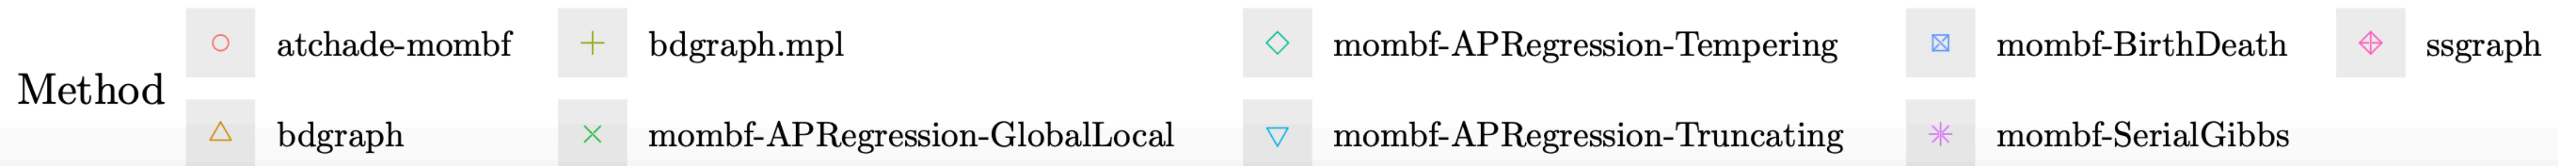 Method
atchade-mombf bdgraph.mpl mombf-APRegression-Tempering mombf-BirthDeath ssgraph
bdgraph mombf-APRegression-GlobalLocal mombf-APRegression-Truncating mombf-SerialGibbs